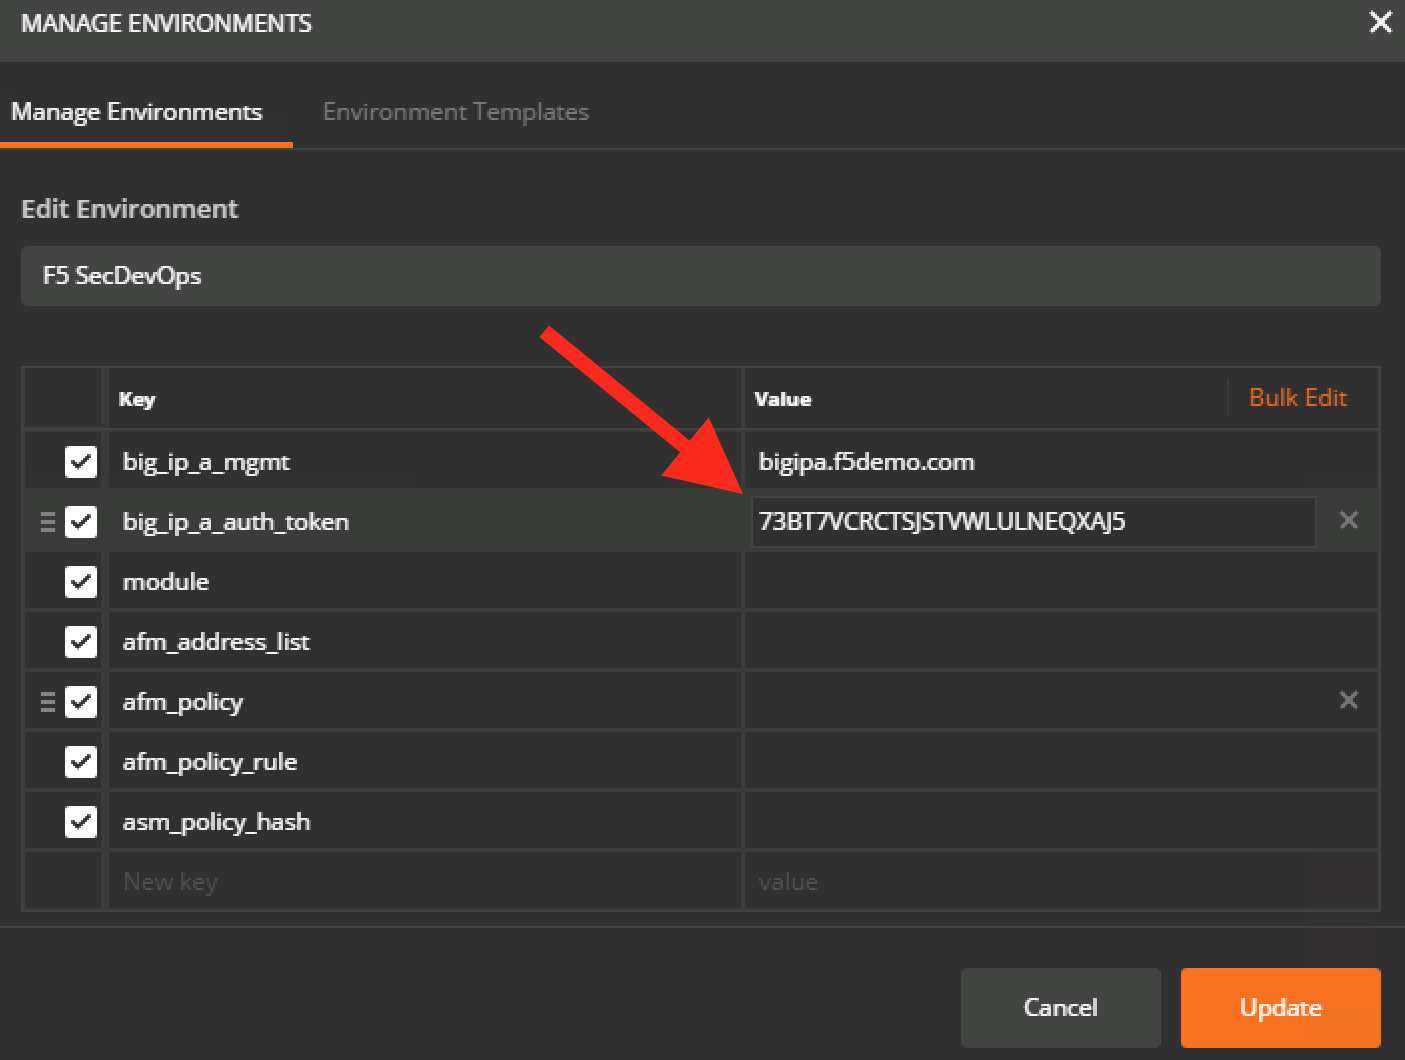 MANAGE ENVIRONMENTS
Manage Environments Environment Templates
Edit Environment
F5 SecDevOps
Key Value Bulk Edit
big_ip_a_mgmt bigipa.f5demo.com
big_ip_a_auth_token 73BT7VCRCTSJSTVWLULNEQXAJ5
module
afm_address_list
afm_policy
afm_policy_rule
asm_policy_hash
New key value
Cancel Update